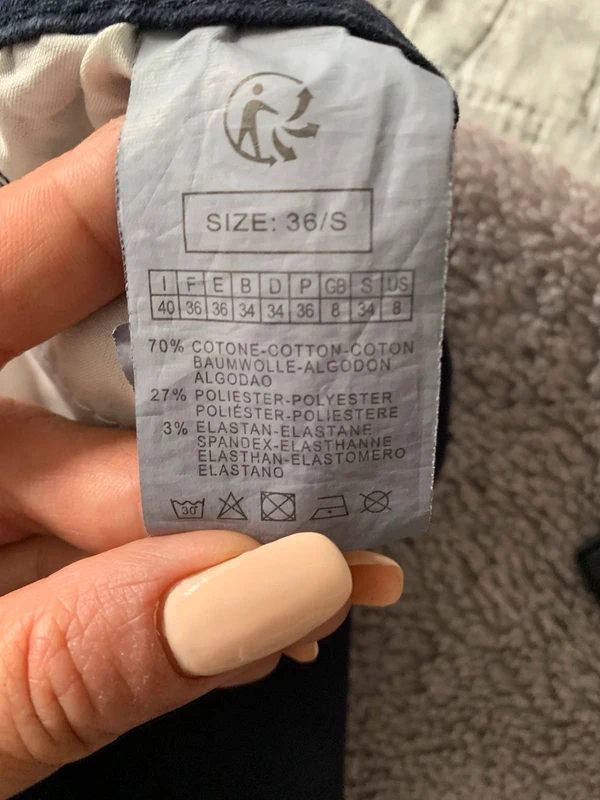 SIZE: 36/S
I F E B D P GB S US
40 36 36 34 34 36 8 34 8
70% COTONE-COTTON-COTON
BAUMWOLLE-ALGODON
ALGODAO
27% POLIESTER-POLYESTER
POLIÉSTER-POLIESTERE
3% ELASTAN-ELASTANE
SPANDEX-ELASTHANNE
ELASTHAN-ELASTOMERO
ELASTANO
30°